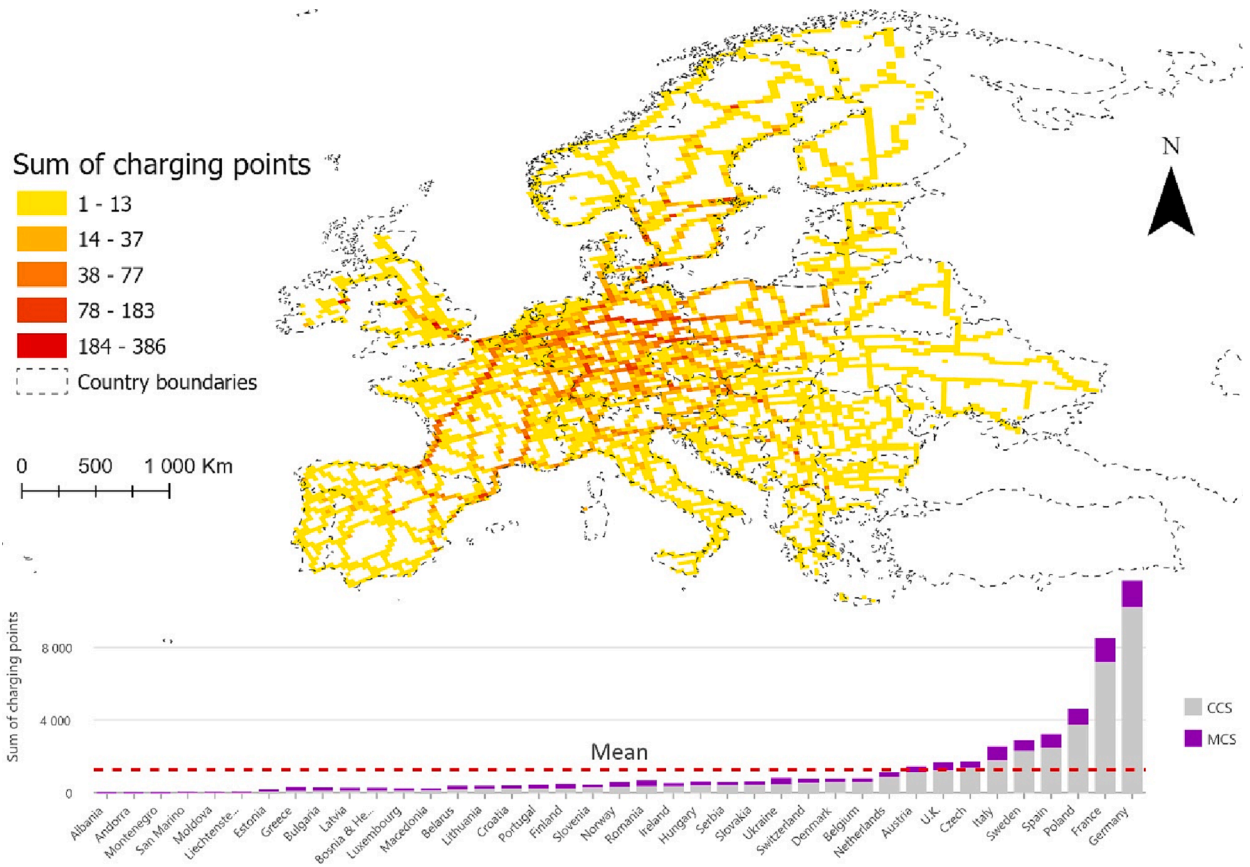 N
Sum of charging points
1 - 13
14 - 37
38 - 77
78 - 183
184 - 386
Country boundaries
0 500 1 000 Km
Sum of charging points
8 000
4 000
0
Mean
CCS
MCS
Albania
Andorra
Montenegro
San Marino
Moldova
Liechtenste...
Estonia
Greece
Bulgaria
Latvia
Bosnia & He...
Luxembourg
Macedonia
Belarus
Lithuania
Croatia
Portugal
Finland
Slovenia
Norway
Romania
Ireland
Hungary
Serbia
Slovakia
Ukraine
Switzerland
Denmark
Belgium
Netherlands
Austria
U.K.
Czech
Italy
Sweden
Spain
Poland
France
Germany